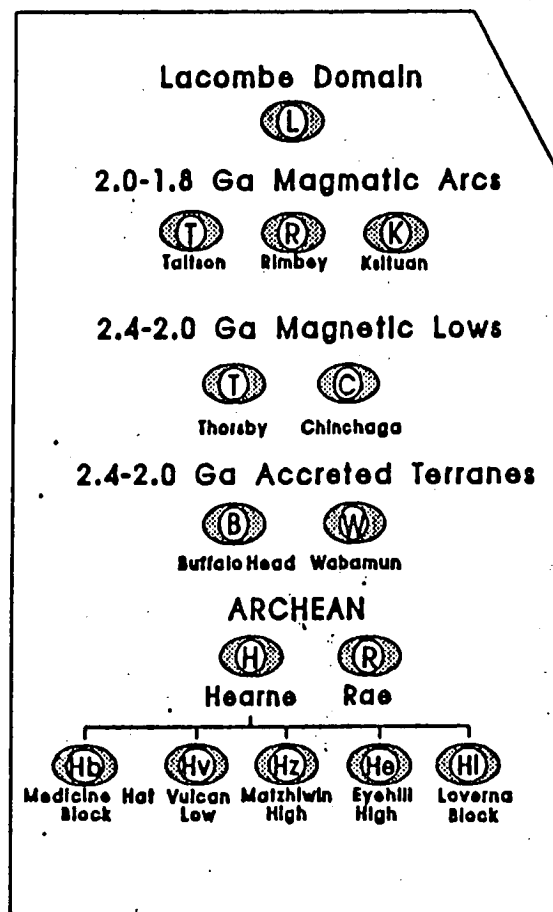 Lacombe Domain
L
2.0-1.8 Ga Magmatic Arcs
T R K
Taltson Rimbey Ksituan
2.4-2.0 Ga Magnetic Lows
T C
Thorsby Chinchaga
2.4-2.0 Ga Accreted Terranes
B W
Buffalo Head Wabamun
ARCHEAN
H R
Hearne Rae
Hb Hv Hz He Hl
Medicine Hat Vulcan Matzhiwin Eyehill Loverna
Block Low High High Block